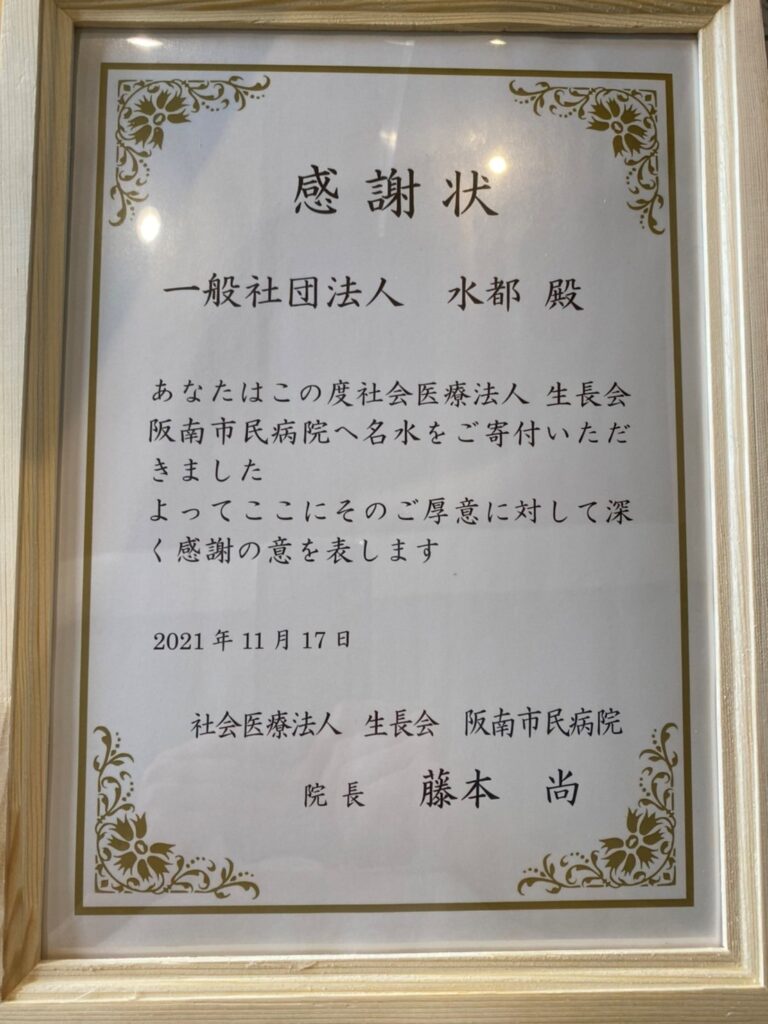 感謝状
一般社団法人 水都 殿
あなたはこの度社会医療法人 生長会
阪南市民病院へ名水をご寄付いただ
きました
よってここにそのご厚意に対して深
く感謝の意を表します
2021年11月17日
社会医療法人 生長会 阪南市民病院
院長 藤本 尚